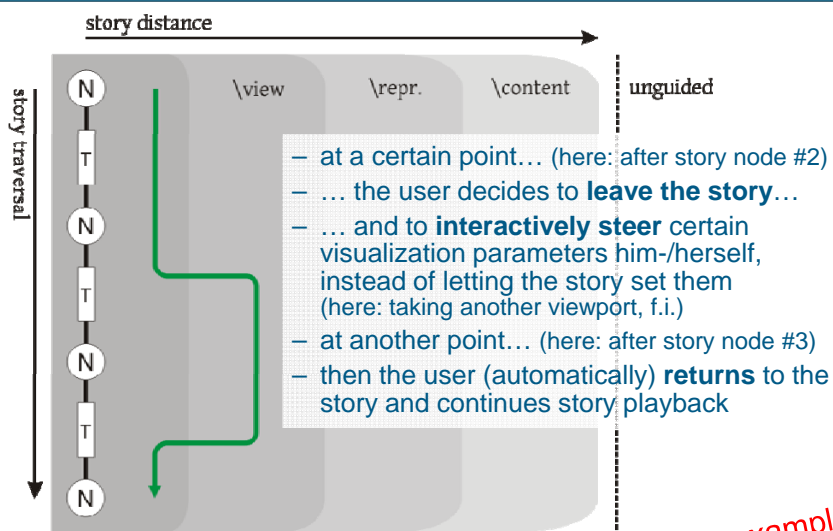 story distance
story traversal
\view
\repr.
\content
unguided
N
T
N
T
N
T
N
– at a certain point… (here: after story node #2)
– … the user decides to leave the story…
– … and to interactively steer certain
visualization parameters him-/herself,
instead of letting the story set them
(here: taking another viewport, f.i.)
– at another point… (here: after story node #3)
– then the user (automatically) returns to the
story and continues story playback